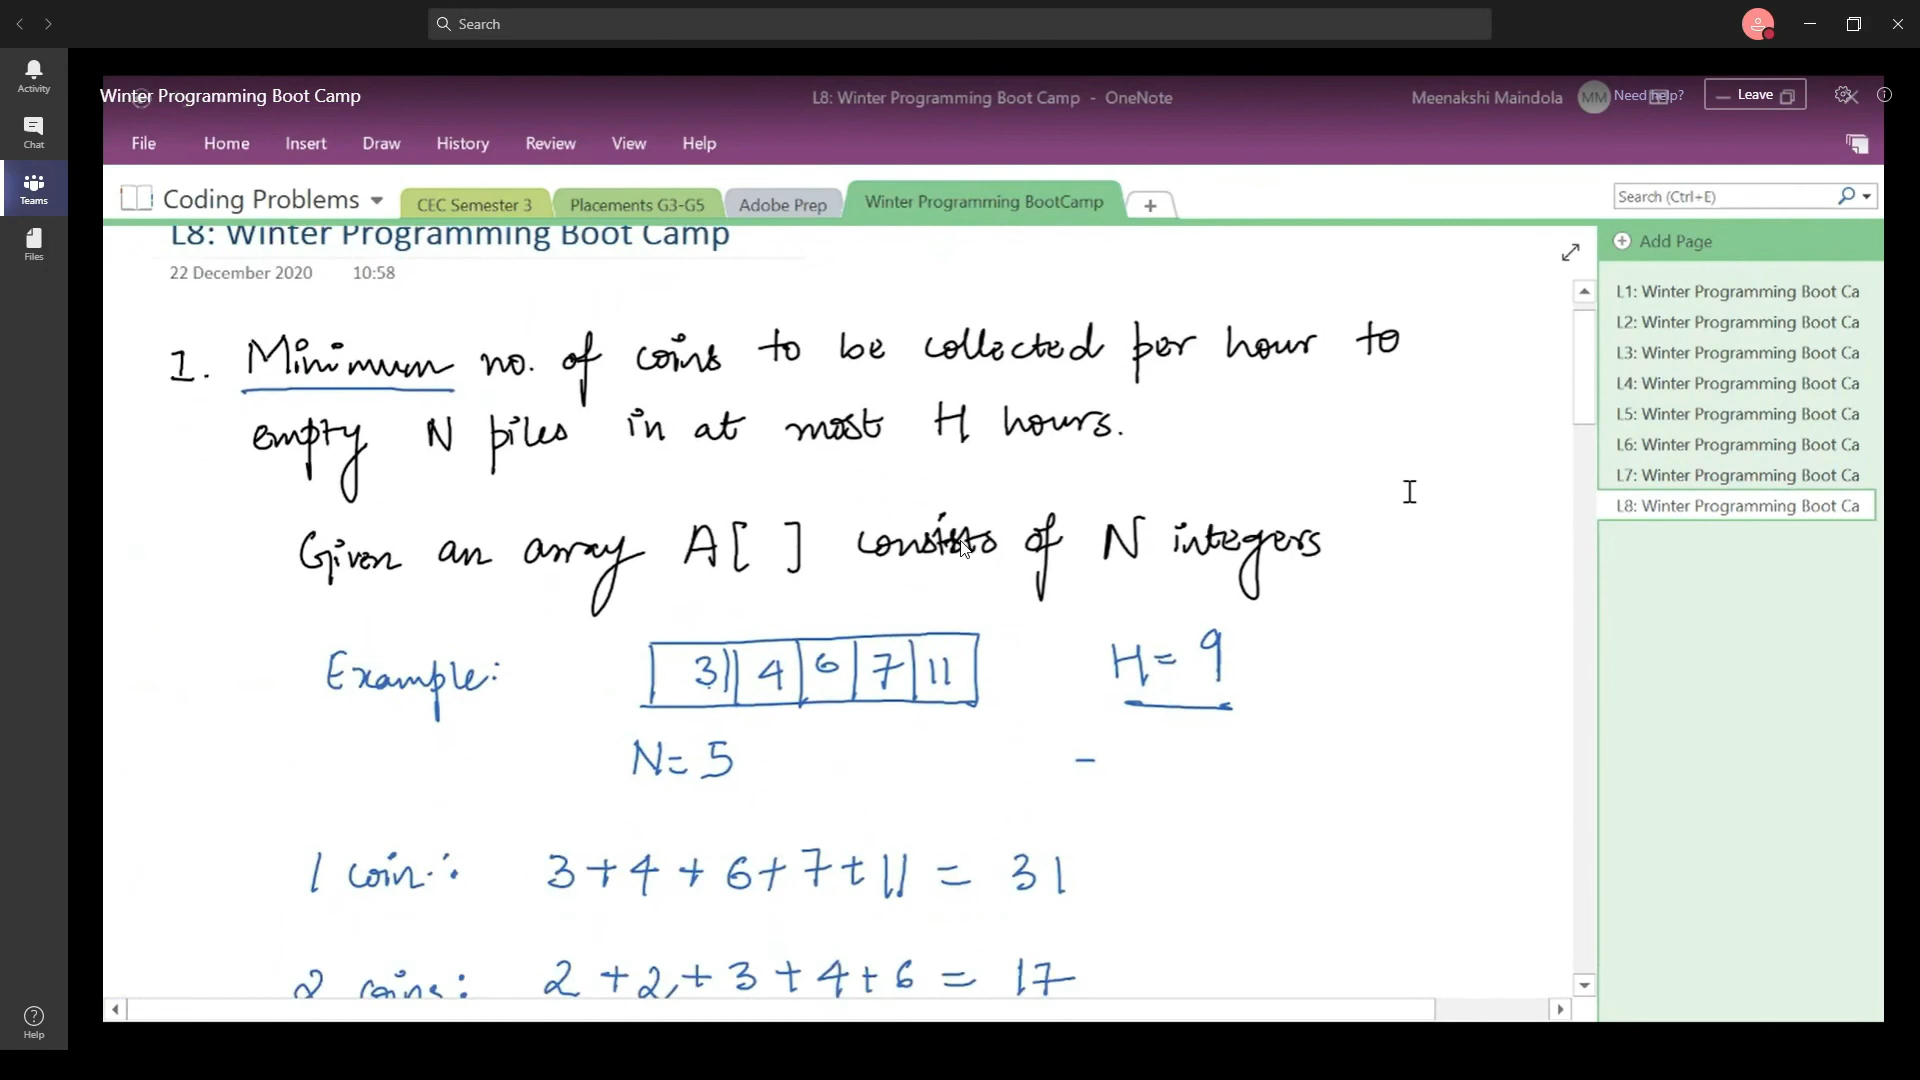 Search
Activity
Chat
Teams
Files
Help
Winter Programming Boot Camp
L8: Winter Programming Boot Camp - OneNote
Meenakshi Maindola
MM
Need help?
Leave
File
Home
Insert
Draw
History
Review
View
Help
Coding Problems
CEC Semester 3
Placements G3-G5
Adobe Prep
Winter Programming BootCamp
Search (Ctrl+E)
L8: Winter Programming Boot Camp
22 December 2020 10:58
1. Minimum no. of coins to be collected per hour to
empty N piles in at most H hours.
Given an array A[ ] consists of N integers
Example: 3 4 6 7 11 H = 9
N = 5 -
1 coin: 3 + 4 + 6 + 7 + 11 = 31
2 coins: 2 + 2 + 3 + 4 + 6 = 17
Add Page
L1: Winter Programming Boot Ca
L2: Winter Programming Boot Ca
L3: Winter Programming Boot Ca
L4: Winter Programming Boot Ca
L5: Winter Programming Boot Ca
L6: Winter Programming Boot Ca
L7: Winter Programming Boot Ca
L8: Winter Programming Boot Ca